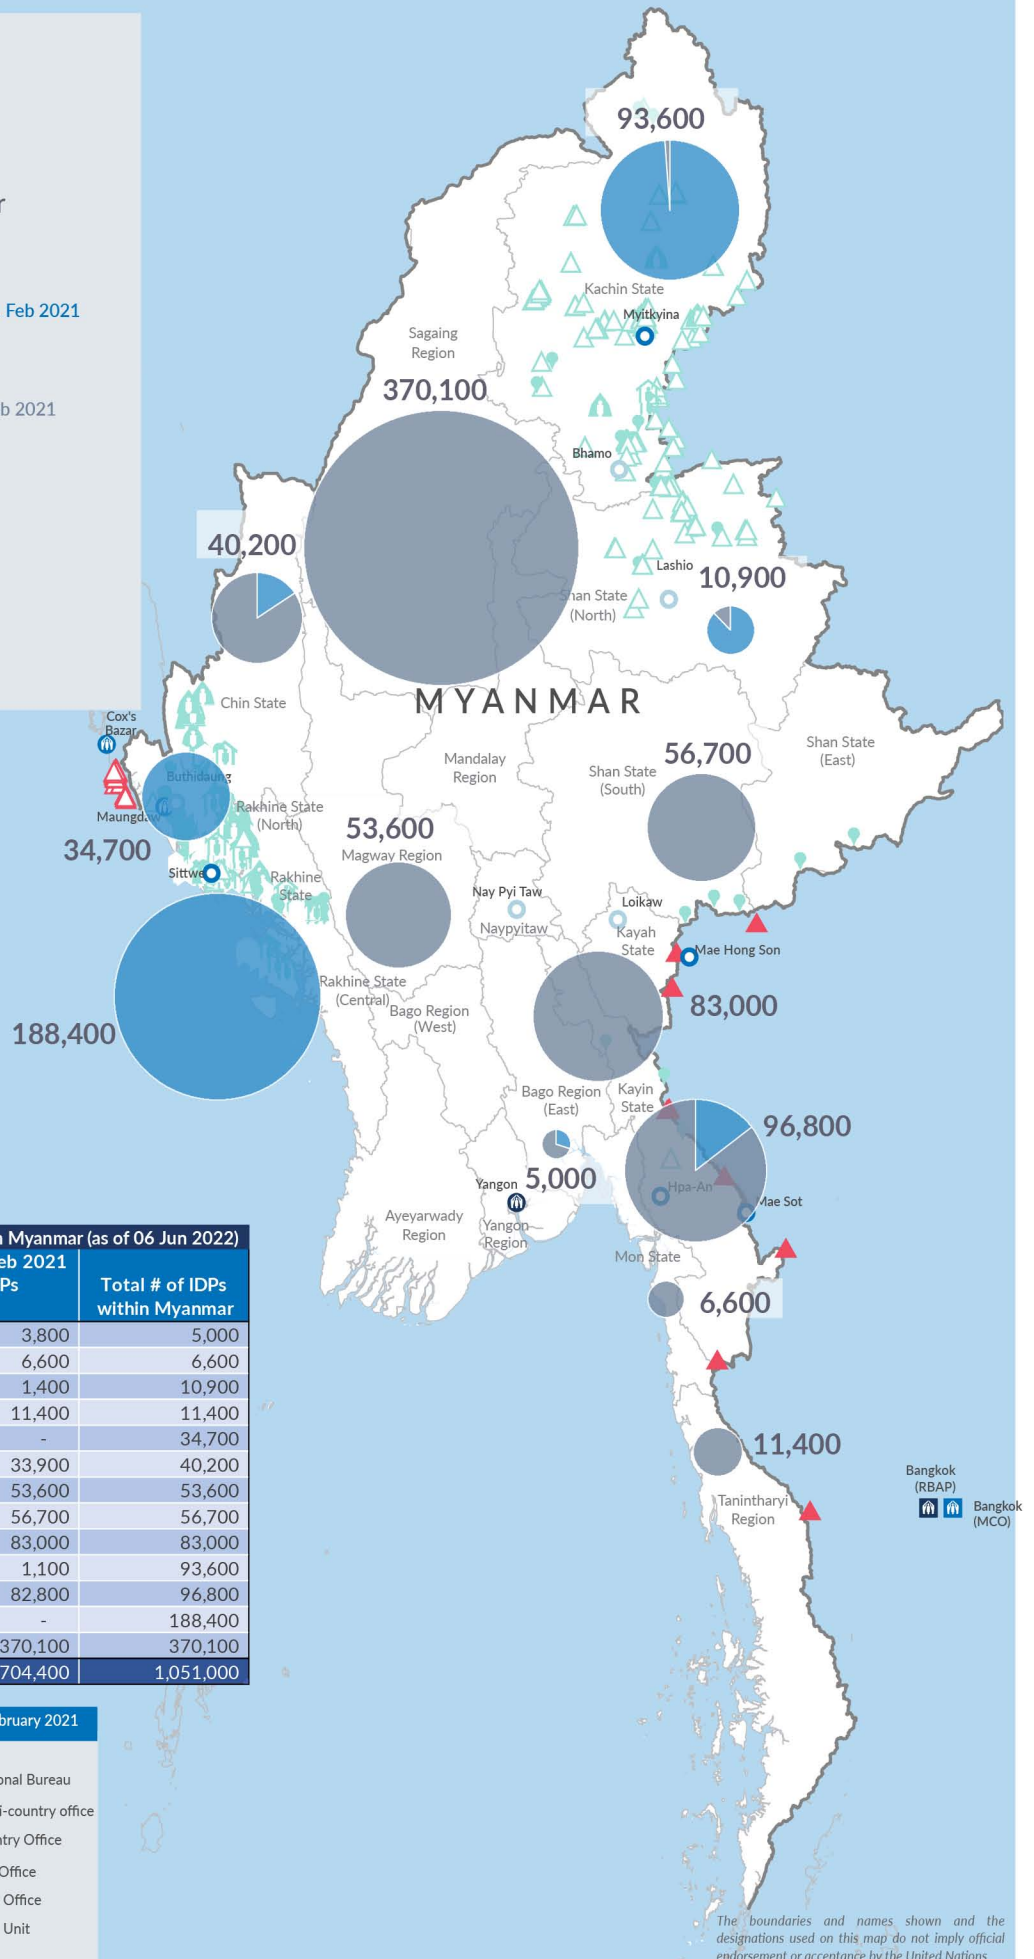 r
Feb 2021
b 2021
93,600
Kachin State
Myitkyina
Sagaing
Region
370,100
Bhamo
40,200
Lashio
10,900
Shan State
(North)
MYANMAR
Chin State
Cox's
Bazar
Buthidaung
Maungdaw
34,700
Rakhine State
(North)
Sittwe
Rakhine
State
Mandalay
Region
56,700
Shan State
(South)
Shan State
(East)
53,600
Magway Region
Nay Pyi Taw
Naypyitaw
Loikaw
Kayah
State
Mae Hong Son
83,000
Rakhine State
(Central)
188,400
Bago Region
(West)
Bago Region
(East)
Kayin
State
96,800
5,000
Yangon
Yangon
Region
Ayeyarwady
Region
Hpa-An
Mae Sot
Mon State
6,600
11,400
Tanintharyi
Region
Bangkok
(RBAP)
Bangkok
(MCO)
n Myanmar (as of 06 Jun 2022)
eb 2021
Ps
Total # of IDPs
within Myanmar
3,800 5,000
6,600 6,600
1,400 10,900
11,400 11,400
- 34,700
33,900 40,200
53,600 53,600
56,700 56,700
83,000 83,000
1,100 93,600
82,800 96,800
- 188,400
370,100 370,100
704,400 1,051,000
bruary 2021
onal Bureau
i-country office
ntry Office
Office
Office
Unit
The boundaries and names shown and the
designations used on this map do not imply official
endorsement or acceptance by the United Nations